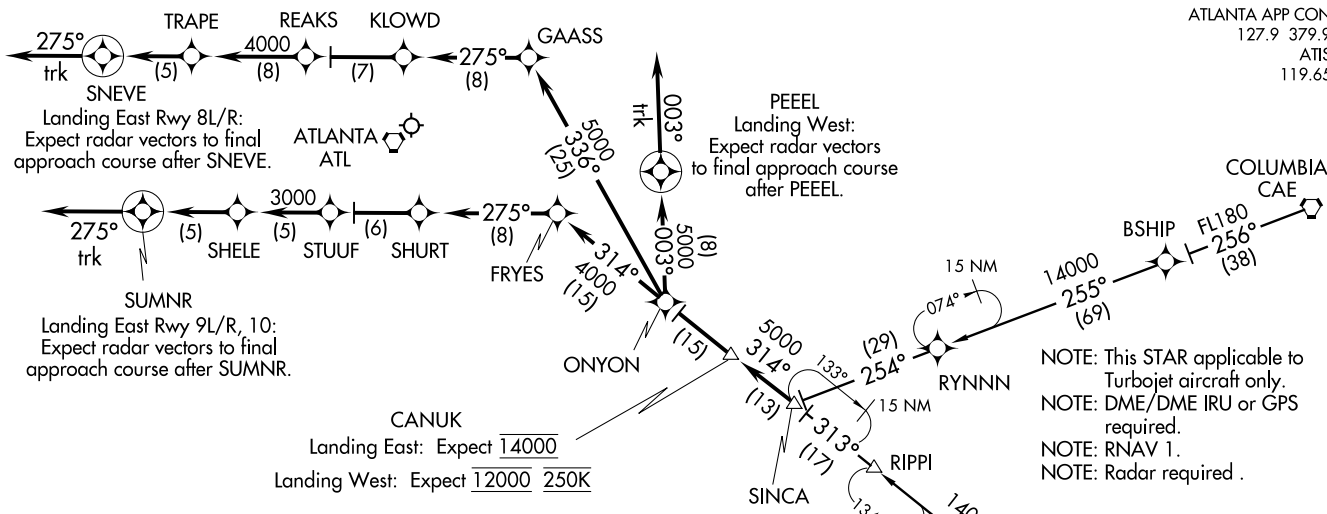 ATLANTA APP CON
127.9 379.9
ATIS
119.65
TRAPE
REAKS
KLOWD
GAASS
275°
trk
(5)
4000
(8)
(7)
275°
(8)
SNEVE
Landing East Rwy 8L/R:
Expect radar vectors to final
approach course after SNEVE.
ATLANTA
ATL
5000
336°
(25)
003°
trk
PEEEL
Landing West:
Expect radar vectors
to final approach course
after PEEEL.
COLUMBIA
CAE
275°
trk
(5)
SHELE
3000
(5)
STUUF
(6)
SHURT
275°
(8)
FRYES
314°
4000
(15)
003°
5000
(8)
BSHIP
FL180
256°
(38)
SUMNR
Landing East Rwy 9L/R, 10:
Expect radar vectors to final
approach course after SUMNR.
ONYON
(15)
5000
314°
(13)
15 NM
074°
14000
255°
(69)
(29)
254°
RYNNN
133°
15 NM
CANUK
Landing East: Expect 14000
Landing West: Expect 12000 250K
313°
(17)
RIPPI
SINCA
NOTE: This STAR applicable to
Turbojet aircraft only.
NOTE: DME/DME IRU or GPS
required.
NOTE: RNAV 1.
NOTE: Radar required .